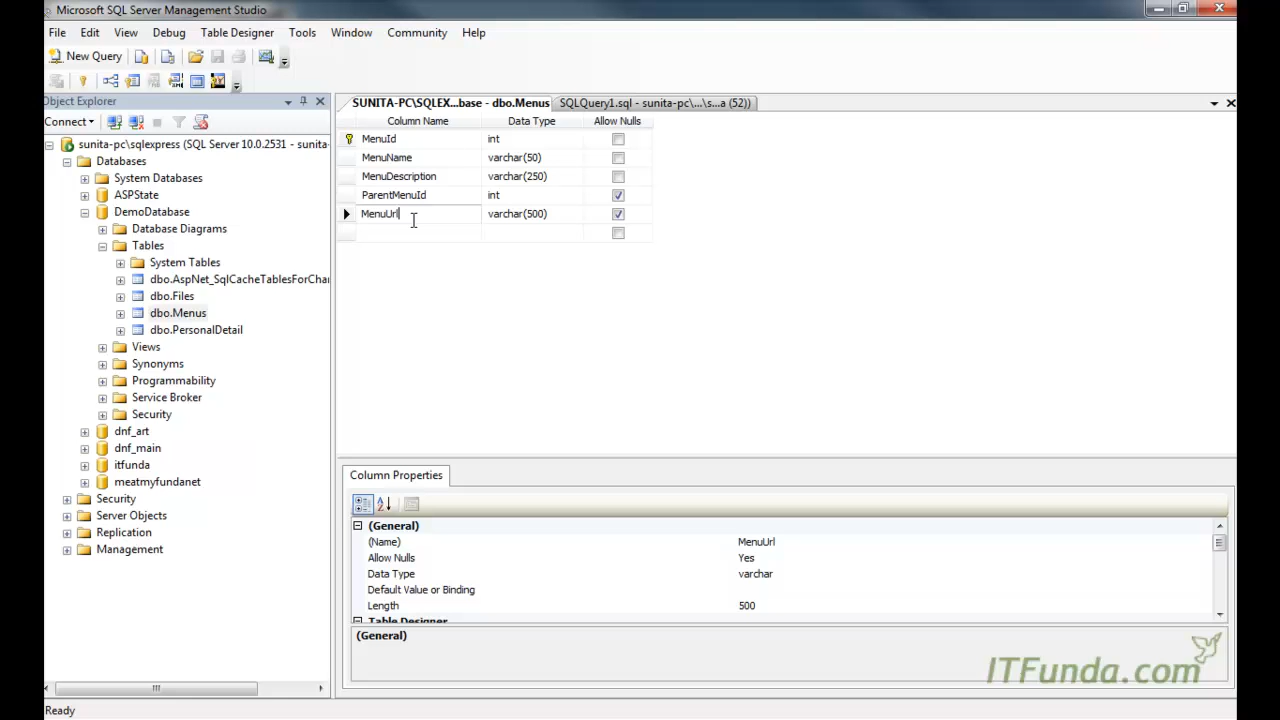 Microsoft SQL Server Management Studio
File Edit View Debug Table Designer Tools Window Community Help
New Query
Object Explorer
SUNITA-PC\SQLEX...base - dbo.Menus
SQLQuery1.sql - sunita-pc\...\s...a (52))
Connect
Column Name Data Type Allow Nulls
MenuId int
MenuName varchar(50)
MenuDescription varchar(250)
ParentMenuId int
MenuUrl varchar(500)
sunita-pc\sqlexpress (SQL Server 10.0.2531 - sunita-
Databases
System Databases
ASPState
DemoDatabase
Database Diagrams
Tables
System Tables
dbo.AspNet_SqlCacheTablesForChan
dbo.Files
dbo.Menus
dbo.PersonalDetail
Views
Synonyms
Programmability
Service Broker
Security
dnf_art
dnf_main
itfunda
meatmyfundanet
Security
Server Objects
Replication
Management
Column Properties
(General)
(Name) MenuUrl
Allow Nulls Yes
Data Type varchar
Default Value or Binding
Length 500
Table Designer
(General)
ITFunda.com
Ready